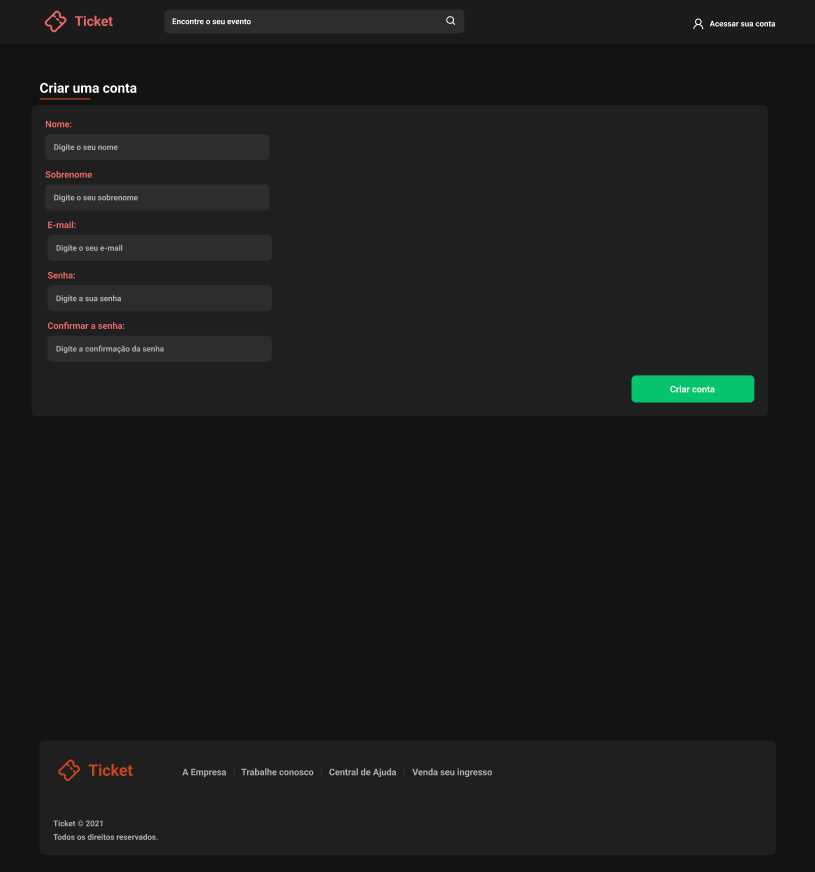 Ticket
Encontre o seu evento
Acessar sua conta
Criar uma conta
Nome:
Digite o seu nome
Sobrenome
Digite o seu sobrenome
E-mail:
Digite o seu e-mail
Senha:
Digite a sua senha
Confirmar a senha:
Digite a confirmação da senha
Criar conta
Ticket
A Empresa
Trabalhe conosco
Central de Ajuda
Venda seu ingresso
Ticket © 2021
Todos os direitos reservados.